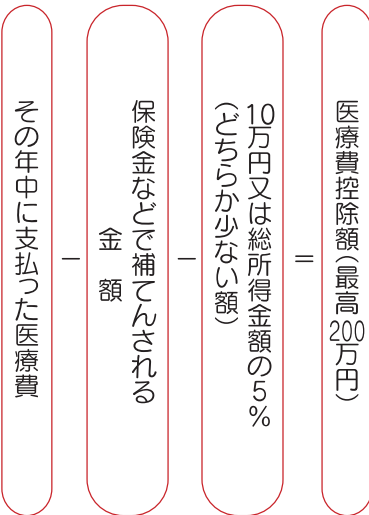 その年中に支払った医療費
−
保険金などで補てんされる
金額
−
10万円又は総所得金額の5%
(どちらか少ない額)
=
医療費控除額(最高200万円)